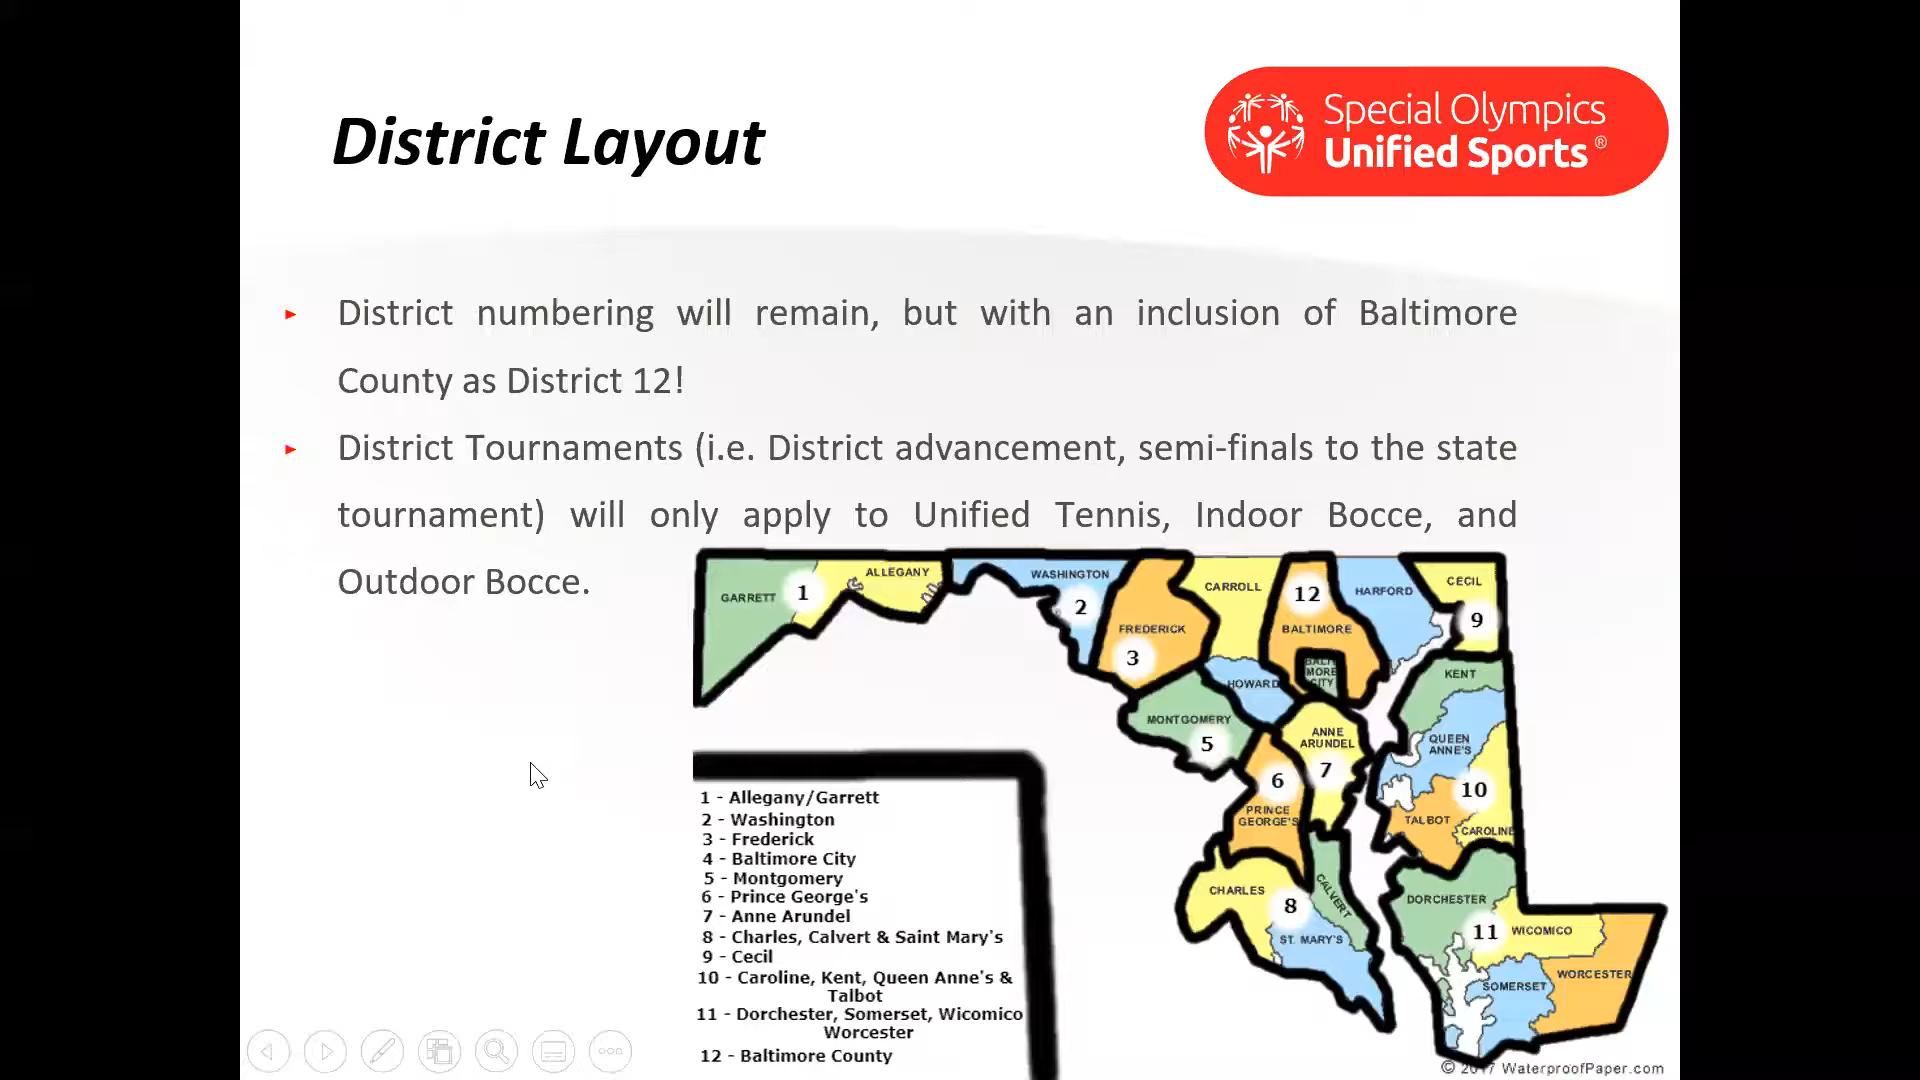 District Layout
Special Olympics
Unified Sports ®
District numbering will remain, but with an inclusion of Baltimore
County as District 12!
District Tournaments (i.e. District advancement, semi-finals to the state
tournament) will only apply to Unified Tennis, Indoor Bocce, and
Outdoor Bocce.
GARRETT
1
ALLEGANY
WASHINGTON
2
FREDERICK
3
CARROLL
12
BALTIMORE
HARFORD
CECIL
9
BALTI
MORE
CITY
HOWARD
KENT
MONTGOMERY
5
ANNE
ARUNDEL
7
QUEEN
ANNE'S
6
PRINCE
GEORGE'S
10
TALBOT
CAROLINE
CHARLES
8
CALVERT
ST. MARY'S
DORCHESTER
11
WICOMICO
WORCESTER
SOMERSET
1 - Allegany/Garrett
2 - Washington
3 - Frederick
4 - Baltimore City
5 - Montgomery
6 - Prince George's
7 - Anne Arundel
8 - Charles, Calvert & Saint Mary's
9 - Cecil
10 - Caroline, Kent, Queen Anne's &
Talbot
11 - Dorchester, Somerset, Wicomico
Worcester
12 - Baltimore County
© 2017 WaterproofPaper.com